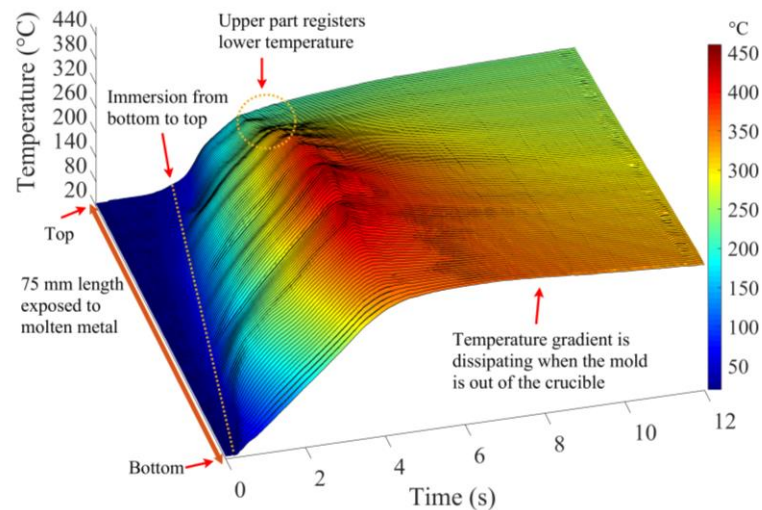 Upper part registers
lower temperature
Immersion from
bottom to top
Temperature (°C)
440
380
320
260
200
140
80
20
Top
75 mm length
exposed to
molten metal
Bottom
0
2
4
6
8
10
12
Time (s)
Temperature gradient is
dissipating when the mold
is out of the crucible
°C
450
400
350
300
250
200
150
100
50